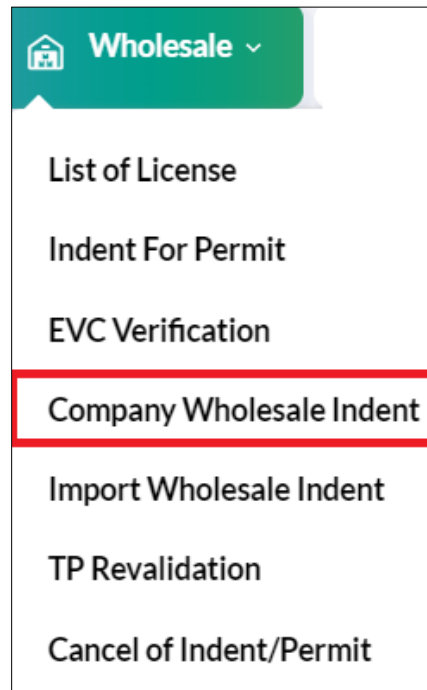 Wholesale
List of License
Indent For Permit
EVC Verification
Company Wholesale Indent
Import Wholesale Indent
TP Revalidation
Cancel of Indent/Permit